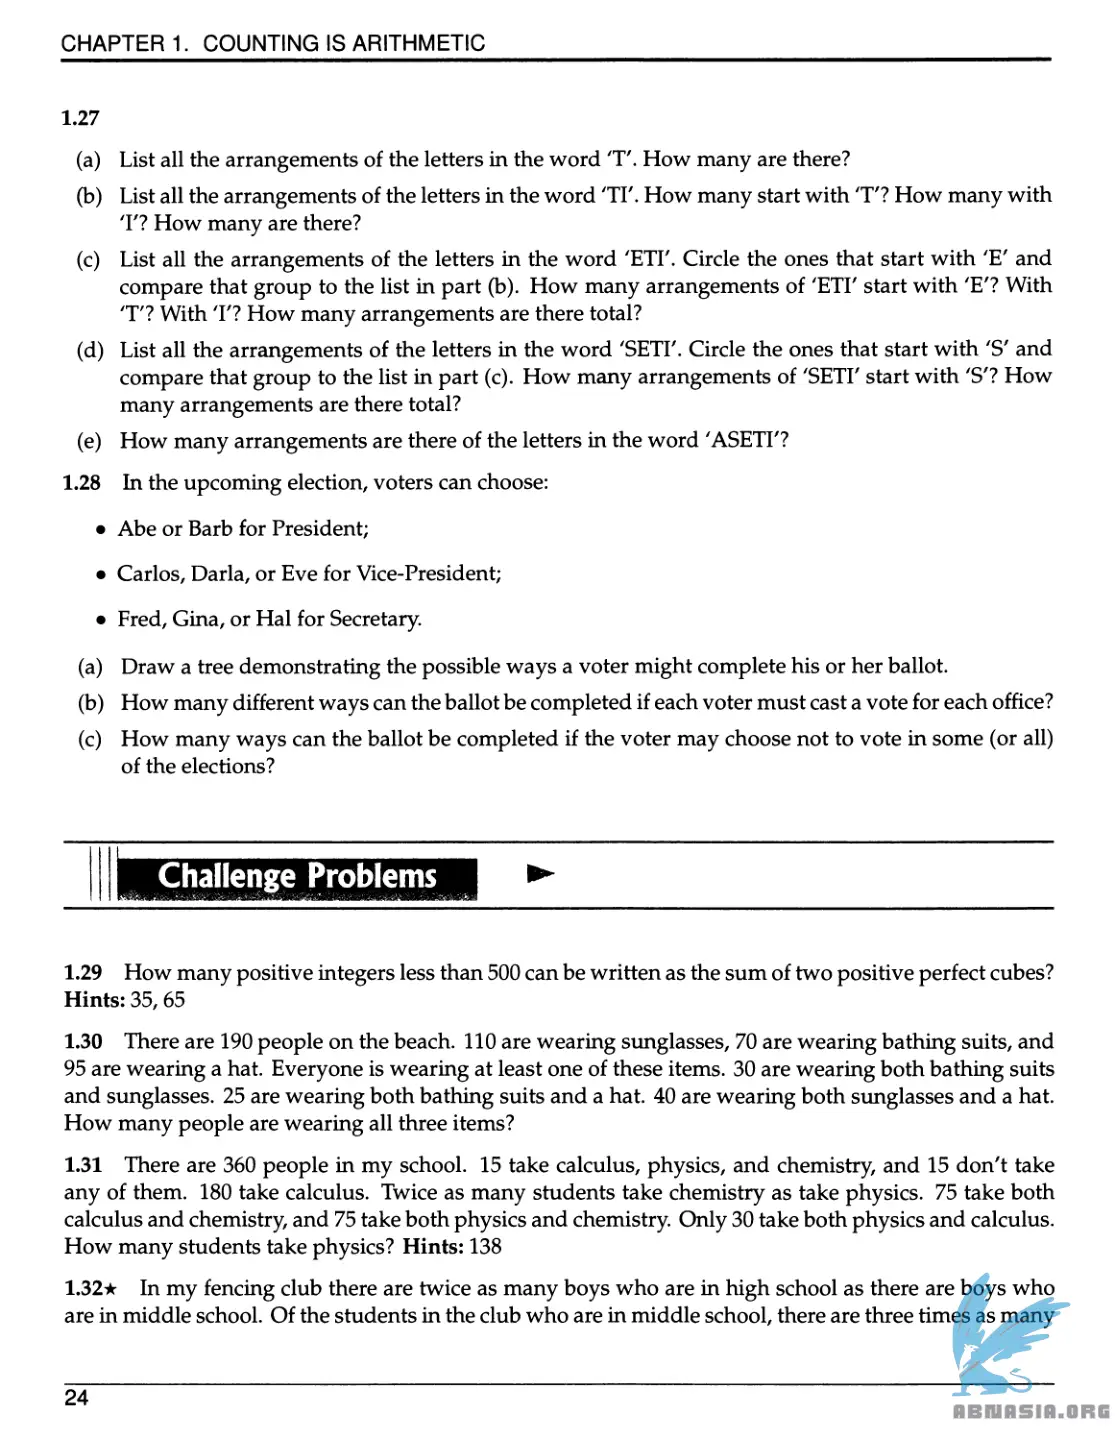 CHAPTER 1. COUNTING IS ARITHMETIC
1.27
(a) List all the arrangements of the letters in the word 'T'. How many are there?
(b) List all the arrangements of the letters in the word 'TI'. How many start with 'T'? How many with
'I'? How many are there?
(c) List all the arrangements of the letters in the word 'ETI'. Circle the ones that start with 'E' and
compare that group to the list in part (b). How many arrangements of 'ETI' start with 'E'? With
'T'? With 'I'? How many arrangements are there total?
(d) List all the arrangements of the letters in the word 'SETI'. Circle the ones that start with 'S' and
compare that group to the list in part (c). How many arrangements of 'SETI' start with 'S'? How
many arrangements are there total?
(e) How many arrangements are there of the letters in the word 'ASETI'?
1.28 In the upcoming election, voters can choose:
• Abe or Barb for President;
• Carlos, Darla, or Eve for Vice-President;
• Fred, Gina, or Hal for Secretary.
(a) Draw a tree demonstrating the possible ways a voter might complete his or her ballot.
(b) How many different ways can the ballot be completed if each voter must cast a vote for each office?
(c) How many ways can the ballot be completed if the voter may choose not to vote in some (or all)
of the elections?
Challenge Problems
1.29 How many positive integers less than 500 can be written as the sum of two positive perfect cubes?
Hints: 35, 65
1.30 There are 190 people on the beach. 110 are wearing sunglasses, 70 are wearing bathing suits, and
95 are wearing a hat. Everyone is wearing at least one of these items. 30 are wearing both bathing suits
and sunglasses. 25 are wearing both bathing suits and a hat. 40 are wearing both sunglasses and a hat.
How many people are wearing all three items?
1.31 There are 360 people in my school. 15 take calculus, physics, and chemistry, and 15 don't take
any of them. 180 take calculus. Twice as many students take chemistry as take physics. 75 take both
calculus and chemistry, and 75 take both physics and chemistry. Only 30 take both physics and calculus.
How many students take physics? Hints: 138
1.32★ In my fencing club there are twice as many boys who are in high school as there are boys who
are in middle school. Of the students in the club who are in middle school, there are three times as many
24
ABNASIA.ORG